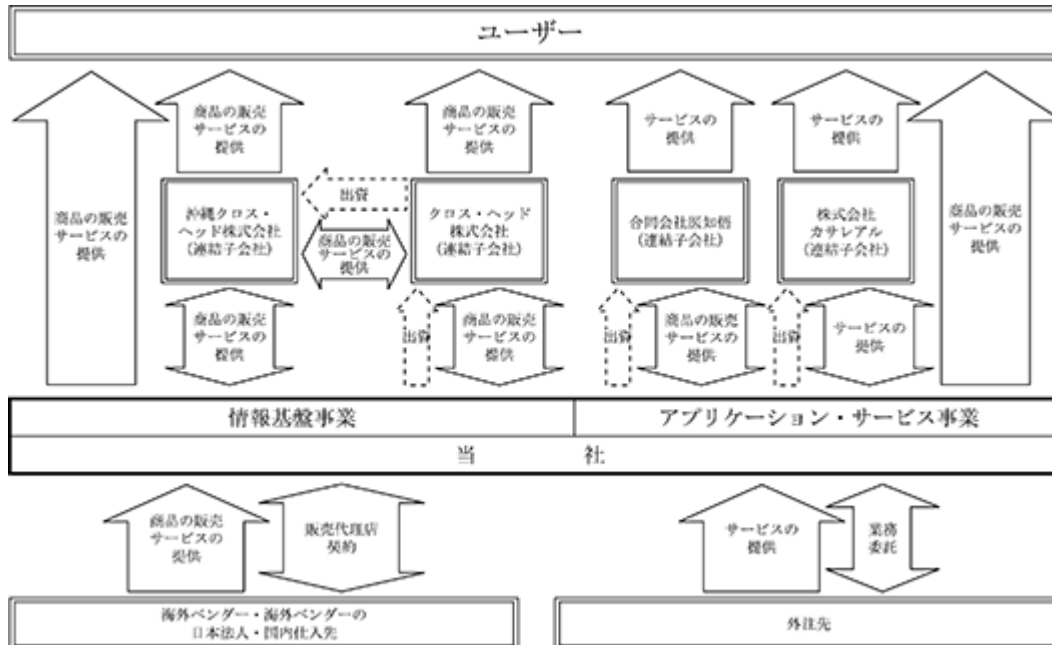 ユーザー
商品の販売
サービスの
提供
商品の販売
サービスの
提供
サービスの
提供
サービスの
提供
商品の販売
サービスの
提供
沖縄クロス・
ヘッド株式会社
(連結子会社)
出資
商品の販売
サービスの
提供
クロス・ヘッド
株式会社
(連結子会社)
合同会社医知悟
(連結子会社)
株式会社
カサレアル
(連結子会社)
商品の販売
サービスの
提供
商品の販売
サービスの
提供
出資
商品の販売
サービスの
提供
出資
商品の販売
サービスの
提供
出資
サービスの
提供
情報基盤事業
アプリケーション・サービス事業
当社
商品の販売
サービスの
提供
販売代理店
契約
サービスの
提供
業務
委託
海外ベンダー・海外ベンダーの
日本法人・国内仕入先
外注先